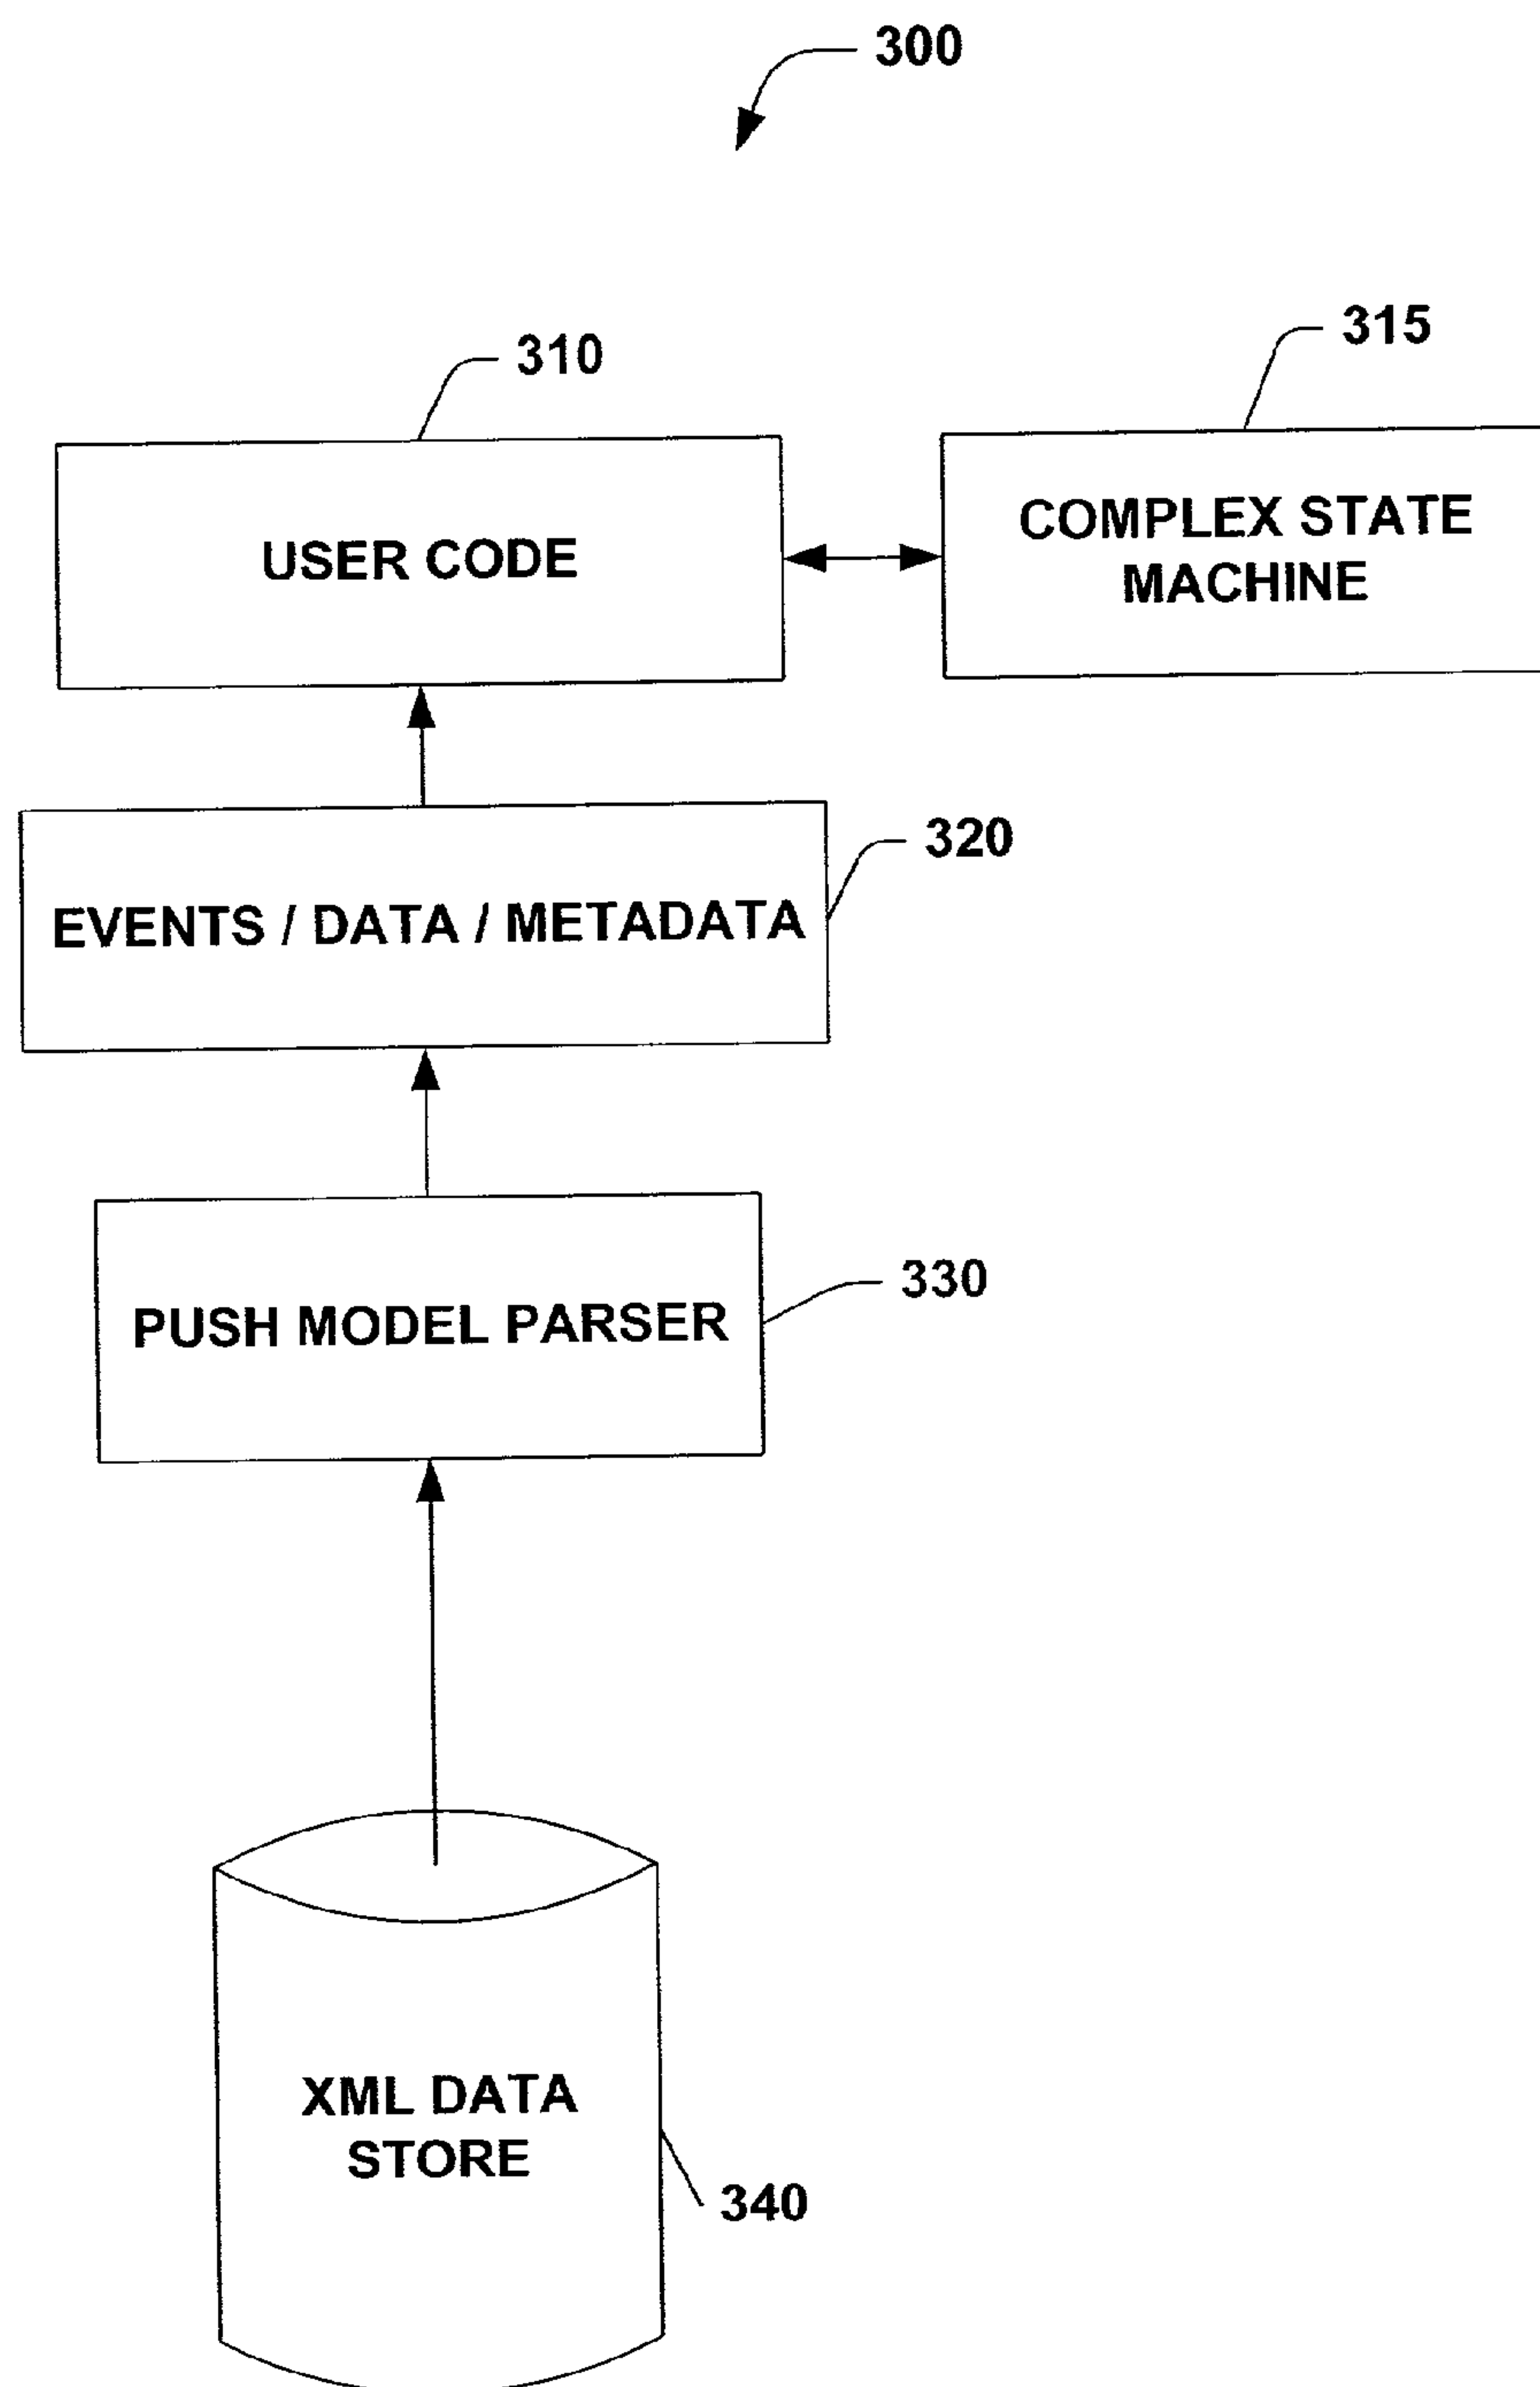 300
310
315
USER CODE
COMPLEX STATE
MACHINE
320
EVENTS / DATA / METADATA
330
PUSH MODEL PARSER
XML DATA
STORE
340